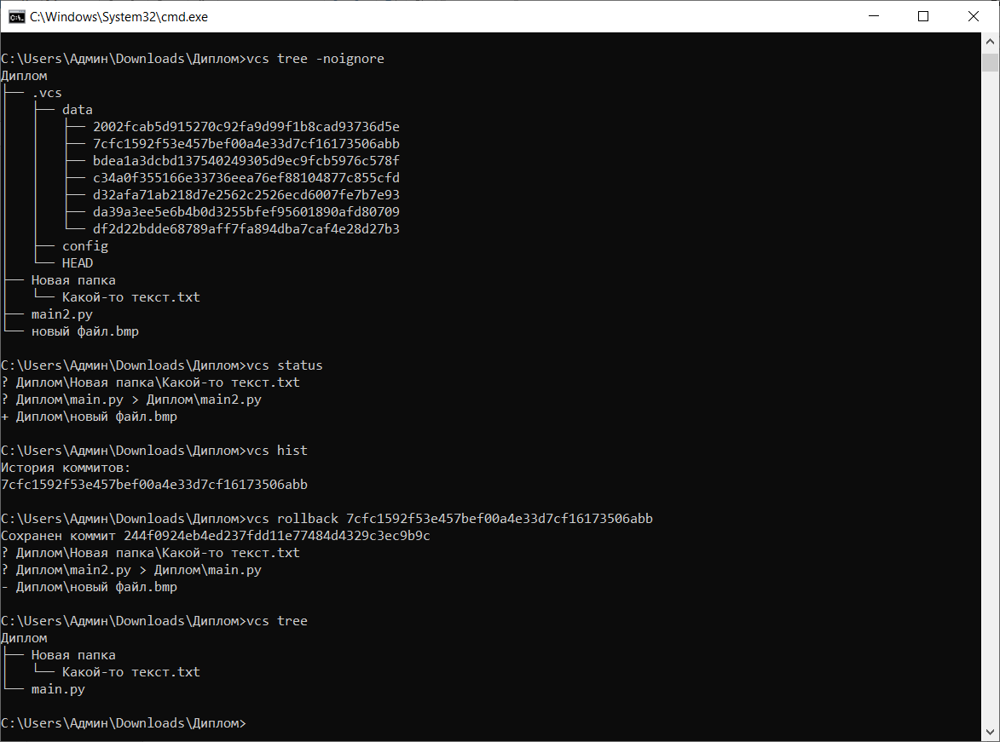 C:\Windows\System32\cmd.exe
C:\Users\Админ\Downloads\Диплом>vcs tree -noignore
Диплом
├── .vcs
│   ├── data
│   │   ├── 2002fcab5d915270c92fa9d99f1b8cad93736d5e
│   │   ├── 7cfc1592f53e457bef00a4e33d7cf16173506abb
│   │   ├── bdea1a3dcbd137540249305d9ec9fcb5976c578f
│   │   ├── c34a0f355166e33736eea76ef88104877c855cfd
│   │   ├── d32afa71ab218d7e2562c2526ecd6007fe7b7e93
│   │   ├── da39a3ee5e6b4b0d3255bfef95601890afd80709
│   │   └── df2d22bdde68789aff7fa894dba7caf4e28d27b3
│   ├── config
│   └── HEAD
├── Новая папка
│   └── Какой-то текст.txt
├── main2.py
└── новый файл.bmp
C:\Users\Админ\Downloads\Диплом>vcs status
? Диплом\Новая папка\Какой-то текст.txt
? Диплом\main.py > Диплом\main2.py
+ Диплом\новый файл.bmp
C:\Users\Админ\Downloads\Диплом>vcs hist
История коммитов:
7cfc1592f53e457bef00a4e33d7cf16173506abb
C:\Users\Админ\Downloads\Диплом>vcs rollback 7cfc1592f53e457bef00a4e33d7cf16173506abb
Сохранен коммит 244f0924eb4ed237fdd11e77484d4329c3ec9b9c
? Диплом\Новая папка\Какой-то текст.txt
? Диплом\main2.py > Диплом\main.py
- Диплом\новый файл.bmp
C:\Users\Админ\Downloads\Диплом>vcs tree
Диплом
├── Новая папка
│   └── Какой-то текст.txt
└── main.py
C:\Users\Админ\Downloads\Диплом>